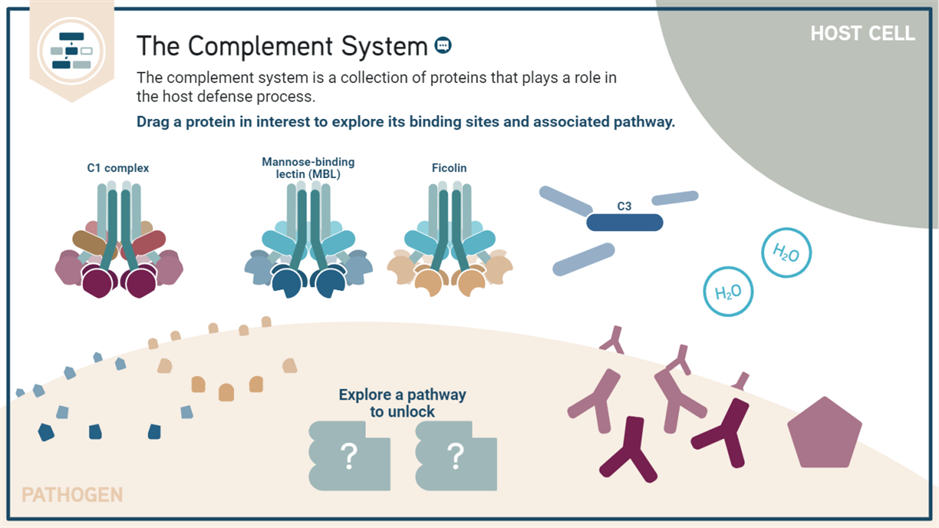 HOST CELL
The Complement System
The complement system is a collection of proteins that plays a role in
the host defense process.
Drag a protein in interest to explore its binding sites and associated pathway.
C1 complex
Mannose-binding
lectin (MBL)
Ficolin
C3
H₂O
H₂O
Explore a pathway
to unlock
?
?
PATHOGEN